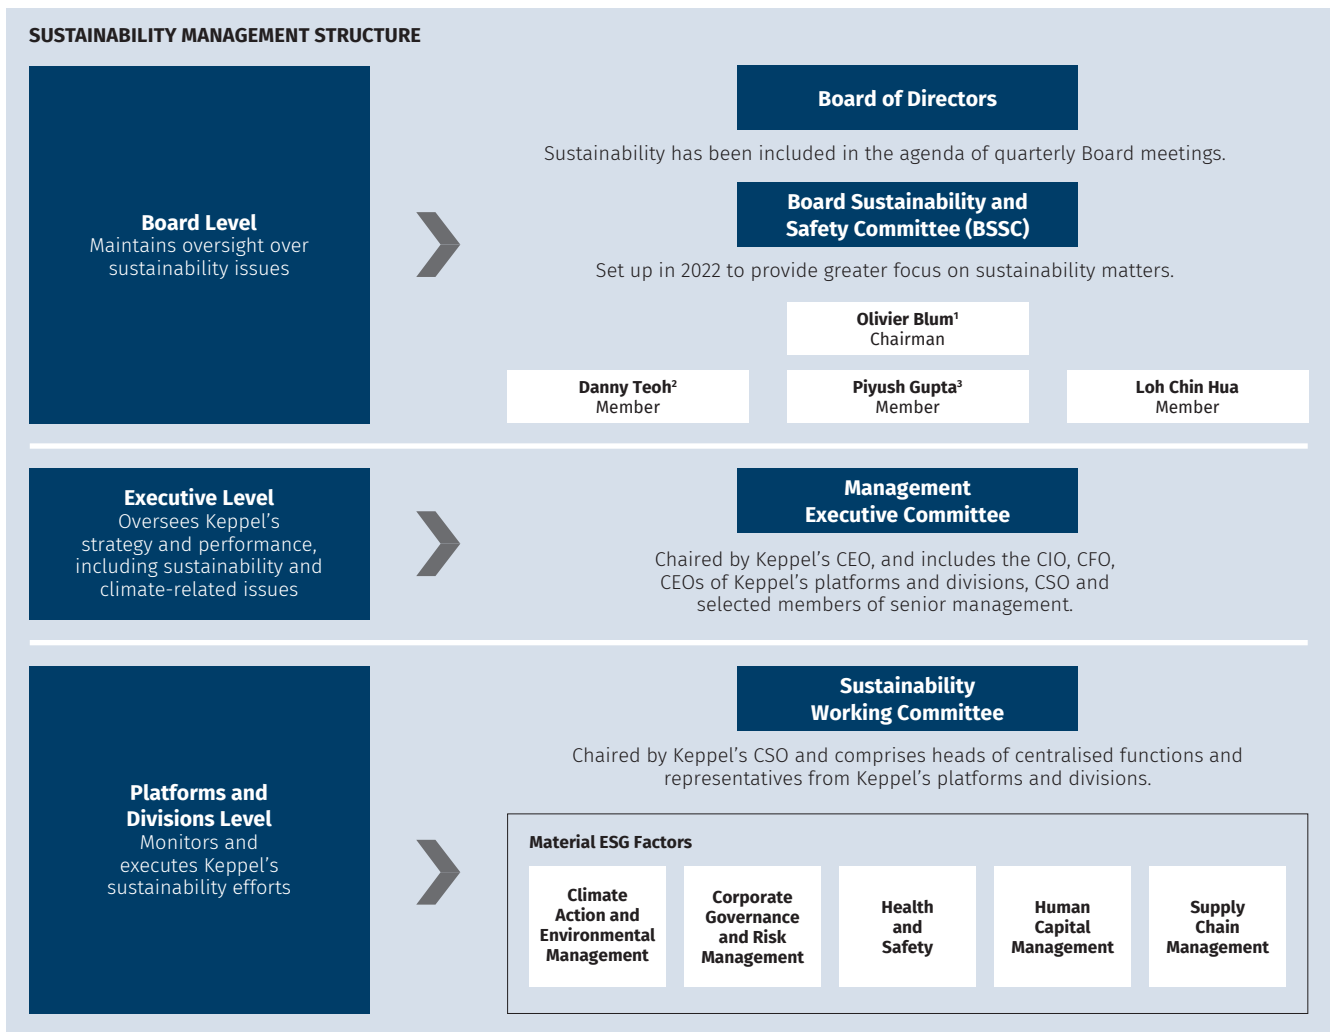 SUSTAINABILITY MANAGEMENT STRUCTURE
Board Level
Maintains oversight over
sustainability issues
Board of Directors
Sustainability has been included in the agenda of quarterly Board meetings.
Board Sustainability and
Safety Committee (BSSC)
Set up in 2022 to provide greater focus on sustainability matters.
Olivier Blum¹
Chairman
Danny Teoh²
Member
Piyush Gupta³
Member
Loh Chin Hua
Member
Executive Level
Oversees Keppel's
strategy and performance,
including sustainability and
climate-related issues
Management
Executive Committee
Chaired by Keppel's CEO, and includes the CIO, CFO,
CEOs of Keppel's platforms and divisions, CSO and
selected members of senior management.
Platforms and
Divisions Level
Monitors and
executes Keppel's
sustainability efforts
Sustainability
Working Committee
Chaired by Keppel's CSO and comprises heads of centralised functions and
representatives from Keppel's platforms and divisions.
Material ESG Factors
Climate
Action and
Environmental
Management
Corporate
Governance
and Risk
Management
Health
and
Safety
Human
Capital
Management
Supply
Chain
Management